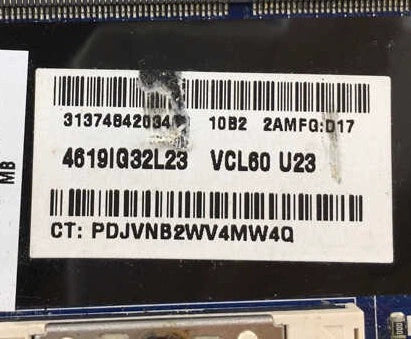 31374842034 10B2 2AMFG:D17
4619IG32L23 VCL60 U23
CT: PDJVNB2WV4MW4Q
MB